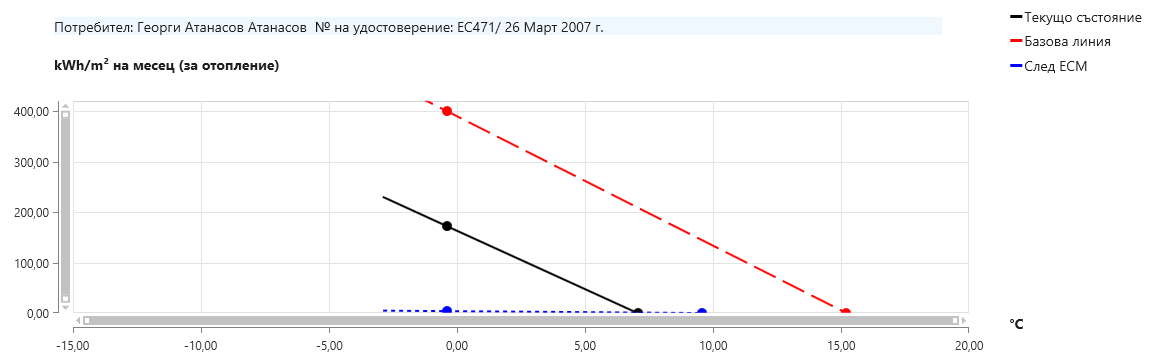 Потребител: Георги Атанасов Атанасов  № на удостоверение: ЕС471/ 26 Март 2007 г.
Текущо състояние
Базова линия
След ЕСМ
kWh/m² на месец (за отопление)
400,00
300,00
200,00
100,00
0,00
°C
-15,00 -10,00 -5,00 0,00 5,00 10,00 15,00 20,00